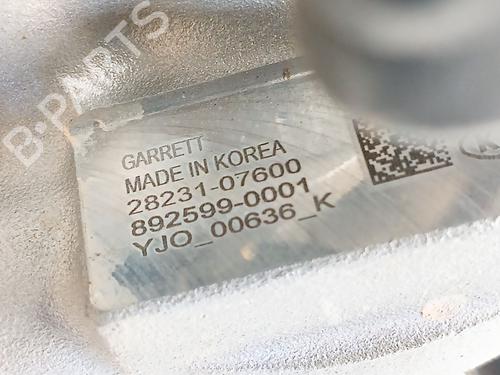 B·PARTS
GARRETT
MADE IN KOREA
28231-07600
892599-0001
YJO_00636_K